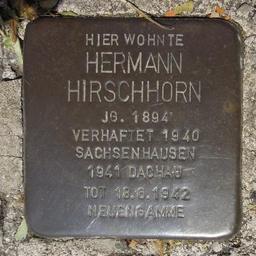 HIER WOHNTE
HERMANN
HIRSCHHORN
JG. 1894
VERHAFTET 1940
SACHSENHAUSEN
1941 DACHAU
TOT 18.6.1942
NEUENGAMME